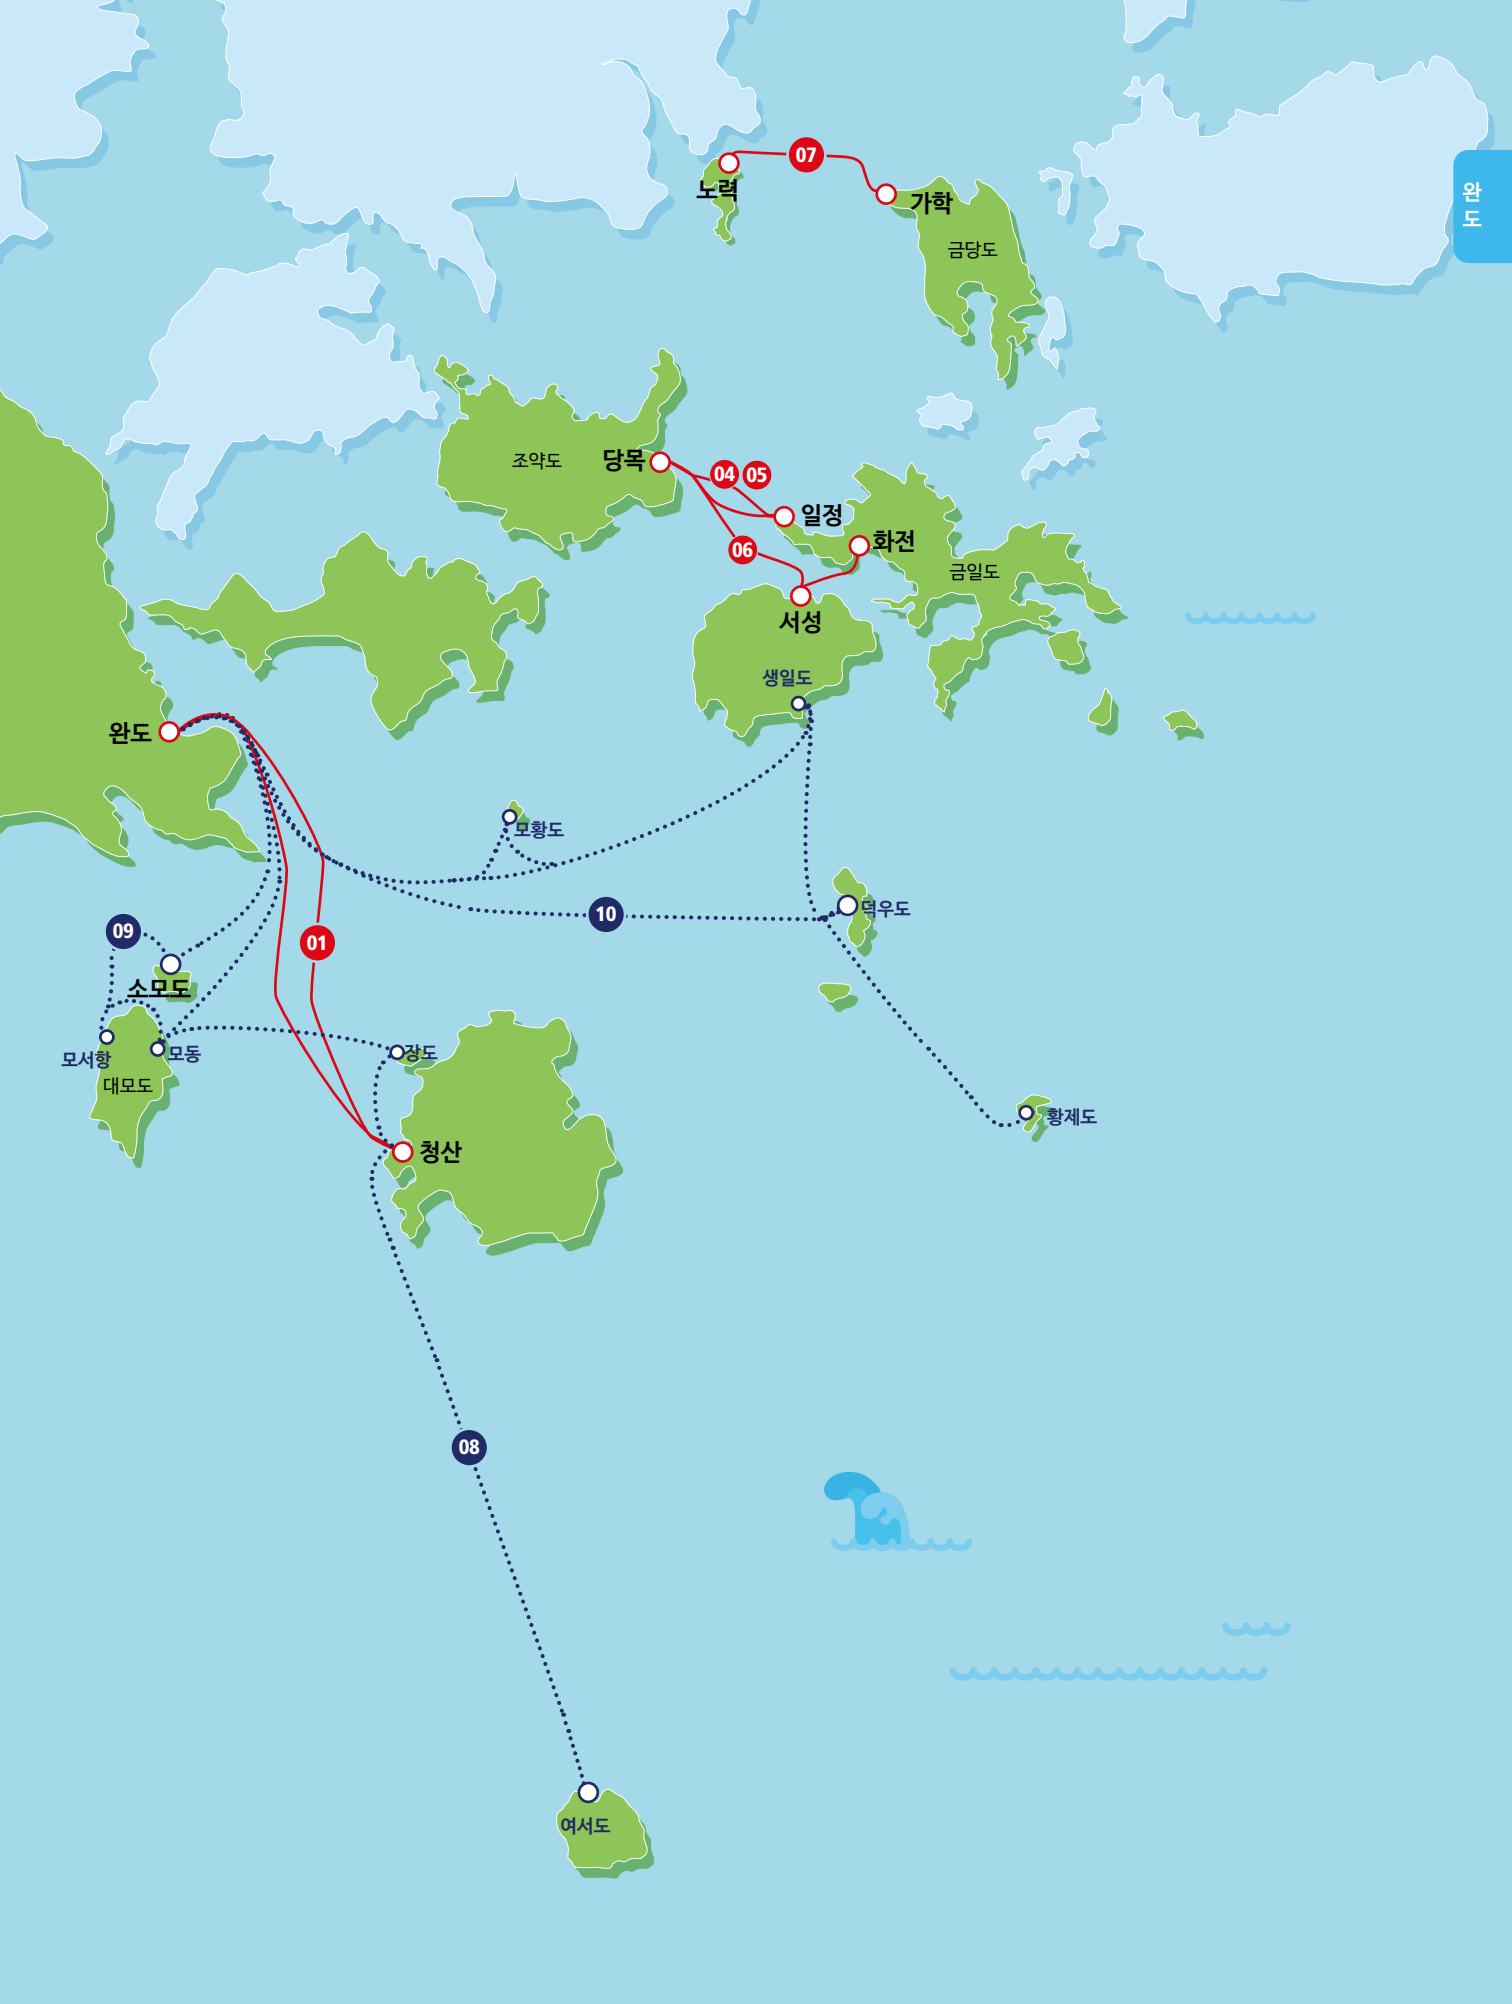 07
노력
가학
완
도
금당도
조약도
당목
04
05
일정
06
화전
금일도
서성
생일도
완도
모황도
덕우도
10
09
01
소모도
모서항
모동
장도
대모도
황제도
청산
08
여서도